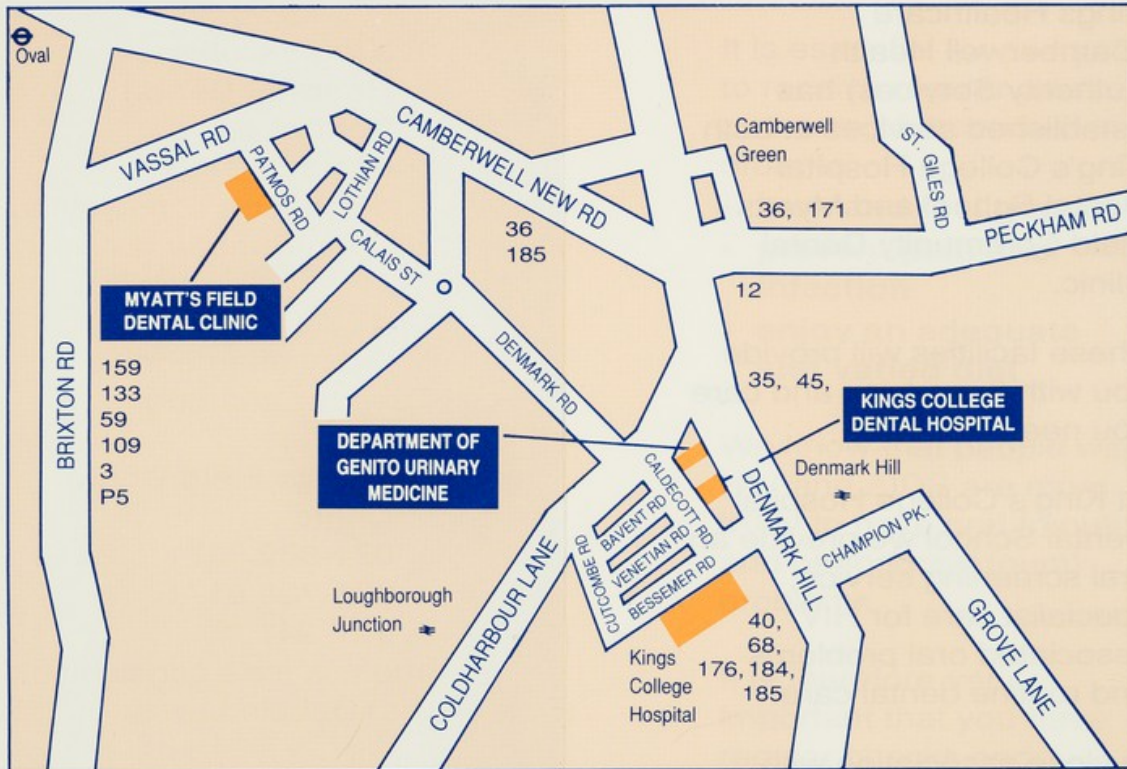 Oval
VASSAL RD
PATMOS RD
LOTHIAN RD
CAMBERWELL NEW RD
CALAIS ST
36
185
Camberwell
Green
36, 171
ST. GILES RD
PECKHAM RD
12
MYATT'S FIELD
DENTAL CLINIC
BRIXTON RD
159
133
59
109
3
P5
DENMARK RD
35, 45,
KINGS COLLEGE
DENTAL HOSPITAL
DEPARTMENT OF
GENITO URINARY
MEDICINE
Denmark Hill
CALDECOTT RD.
DENMARK HILL
CHAMPION PK.
GROVE LANE
BAVENT RD
VENETIAN RD
BESSEMER RD
CUTCOMBE RD
COLDHARBOUR LANE
Loughborough
Junction
Kings
College
Hospital
40,
68,
176, 184,
185